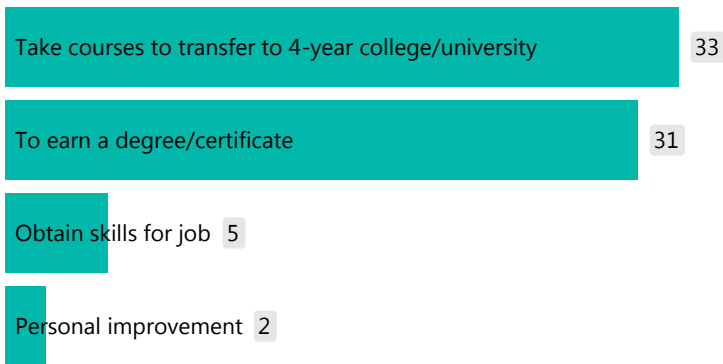 Take courses to transfer to 4-year college/university 33
To earn a degree/certificate 31
Obtain skills for job 5
Personal improvement 2